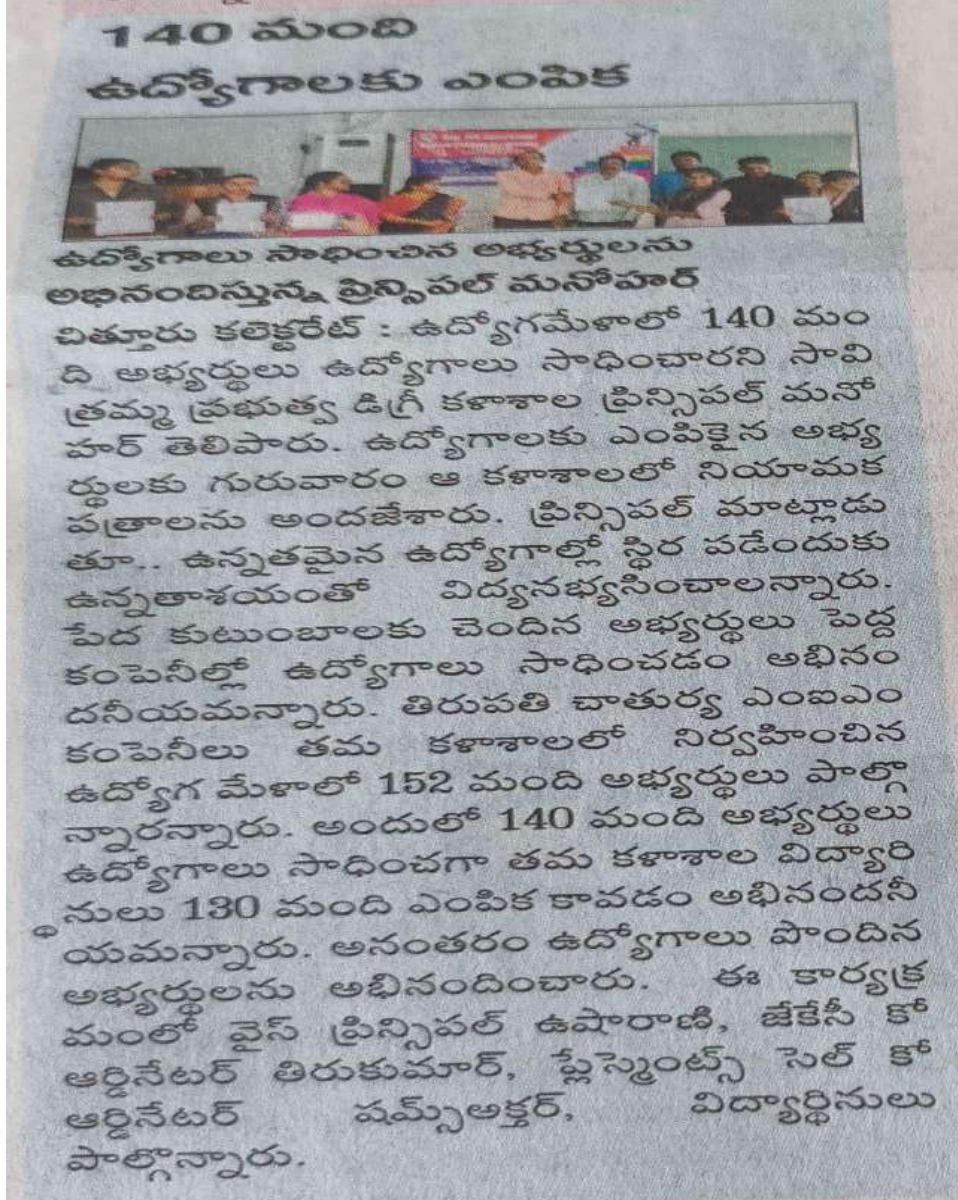 140 మంది
ఉద్యోగాలకు ఎంపిక
ఉద్యోగాలు సాధించిన అభ్యర్థులను
అభినందిస్తున్న ప్రిన్సిపల్ మనోహర్
చిత్తూరు కలెక్టరేట్ : ఉద్యోగమేళాలో 140 మం
ది అభ్యర్థులు ఉద్యోగాలు సాధించారని సావి
త్రమ్మ ప్రభుత్వ డిగ్రీ కళాశాల ప్రిన్సిపల్ మనో
హర్ తెలిపారు. ఉద్యోగాలకు ఎంపికైన అభ్య
ర్థులకు గురువారం ఆ కళాశాలలో నియామక
పత్రాలను అందజేశారు. ప్రిన్సిపల్ మాట్లాడు
తూ.. ఉన్నతమైన ఉద్యోగాల్లో స్థిర పడేందుకు
ఉన్నతాశయంతో విద్యనభ్యసించాలన్నారు.
పేద కుటుంబాలకు చెందిన అభ్యర్థులు పెద్ద
కంపెనీల్లో ఉద్యోగాలు సాధించడం అభినం
దనీయమన్నారు. తిరుపతి చాతుర్య ఎంఐఎం
కంపెనీలు తమ కళాశాలలో నిర్వహించిన
ఉద్యోగ మేళాలో 152 మంది అభ్యర్థులు పాల్గొ
న్నారన్నారు. అందులో 140 మంది అభ్యర్థులు
ఉద్యోగాలు సాధించగా తమ కళాశాల విద్యారి
్థనులు 130 మంది ఎంపిక కావడం అభినందనీ
యమన్నారు. అనంతరం ఉద్యోగాలు పొందిన
అభ్యర్థులను అభినందించారు. ఈ కార్యక్ర
మంలో వైస్ ప్రిన్సిపల్ ఉషారాణి, జేకేసీ కో
ఆర్డినేటర్ తిరుకుమార్, ప్లేస్మెంట్స్ సెల్ కో
ఆర్డినేటర్ షమ్స్అక్తర్, విద్యార్థినులు
పాల్గొన్నారు.